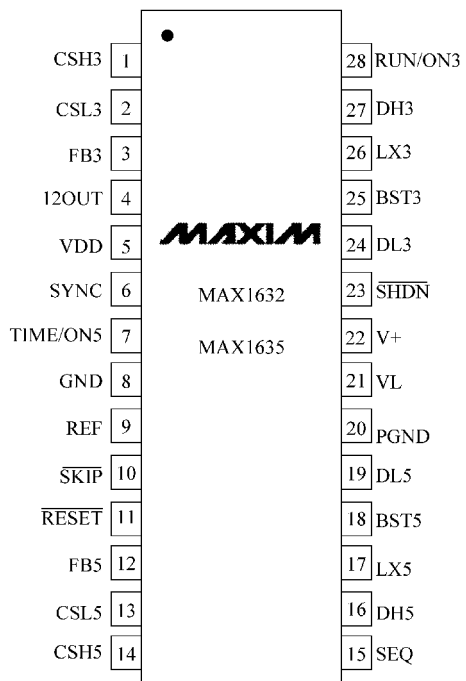 CSH3 1 28 RUN/ON3
CSL3 2 27 DH3
FB3 3 26 LX3
12OUT 4 25 BST3
MAXIM
VDD 5 24 DL3
SYNC 6 MAX1632 23 SHDN
TIME/ON5 7 MAX1635 22 V+
GND 8 21 VL
REF 9 20 PGND
SKIP 10 19 DL5
RESET 11 18 BST5
FB5 12 17 LX5
CSL5 13 16 DH5
CSH5 14 15 SEQ